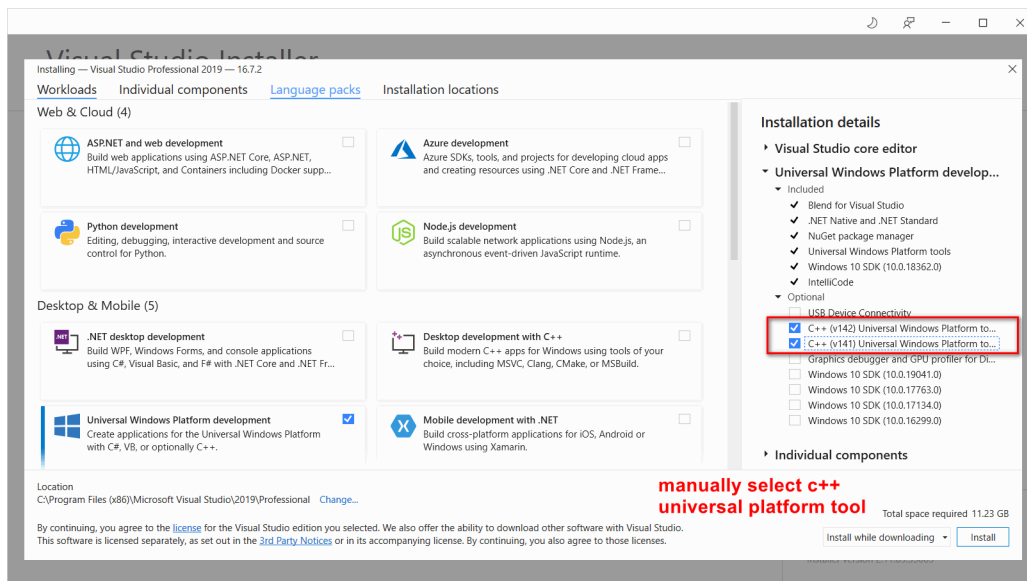 Visual Studio Installer
Installing — Visual Studio Professional 2019 — 16.7.2
Workloads
Individual components
Language packs
Installation locations
Web & Cloud (4)
ASP.NET and web development
Build web applications using ASP.NET Core, ASP.NET,
HTML/JavaScript, and Containers including Docker supp...
Azure development
Azure SDKs, tools, and projects for developing cloud apps
and creating resources using .NET Core and .NET Frame...
Python development
Editing, debugging, interactive development and source
control for Python.
JS
Node.js development
Build scalable network applications using Node.js, an
asynchronous event-driven JavaScript runtime.
Desktop & Mobile (5)
.NET
.NET desktop development
Build WPF, Windows Forms, and console applications
using C#, Visual Basic, and F# with .NET Core and .NET Fr...
Desktop development with C++
Build modern C++ apps for Windows using tools of your
choice, including MSVC, Clang, CMake, or MSBuild.
Universal Windows Platform development
Create applications for the Universal Windows Platform
with C#, VB, or optionally C++.
Mobile development with .NET
Build cross-platform applications for iOS, Android or
Windows using Xamarin.
Installation details
Visual Studio core editor
Universal Windows Platform develop...
Included
Blend for Visual Studio
.NET Native and .NET Standard
NuGet package manager
Universal Windows Platform tools
Windows 10 SDK (10.0.18362.0)
IntelliCode
Optional
USB Device Connectivity
C++ (v142) Universal Windows Platform to...
C++ (v141) Universal Windows Platform to...
Graphics debugger and GPU profiler for Di...
Windows 10 SDK (10.0.19041.0)
Windows 10 SDK (10.0.17763.0)
Windows 10 SDK (10.0.17134.0)
Windows 10 SDK (10.0.16299.0)
Individual components
Location
C:\Program Files (x86)\Microsoft Visual Studio\2019\Professional Change...
manually select c++
universal platform tool
Total space required 11.23 GB
By continuing, you agree to the license for the Visual Studio edition you selected. We also offer the ability to download other software with Visual Studio.
This software is licensed separately, as set out in the 3rd Party Notices or in its accompanying license. By continuing, you also agree to those licenses.
Install while downloading
Install